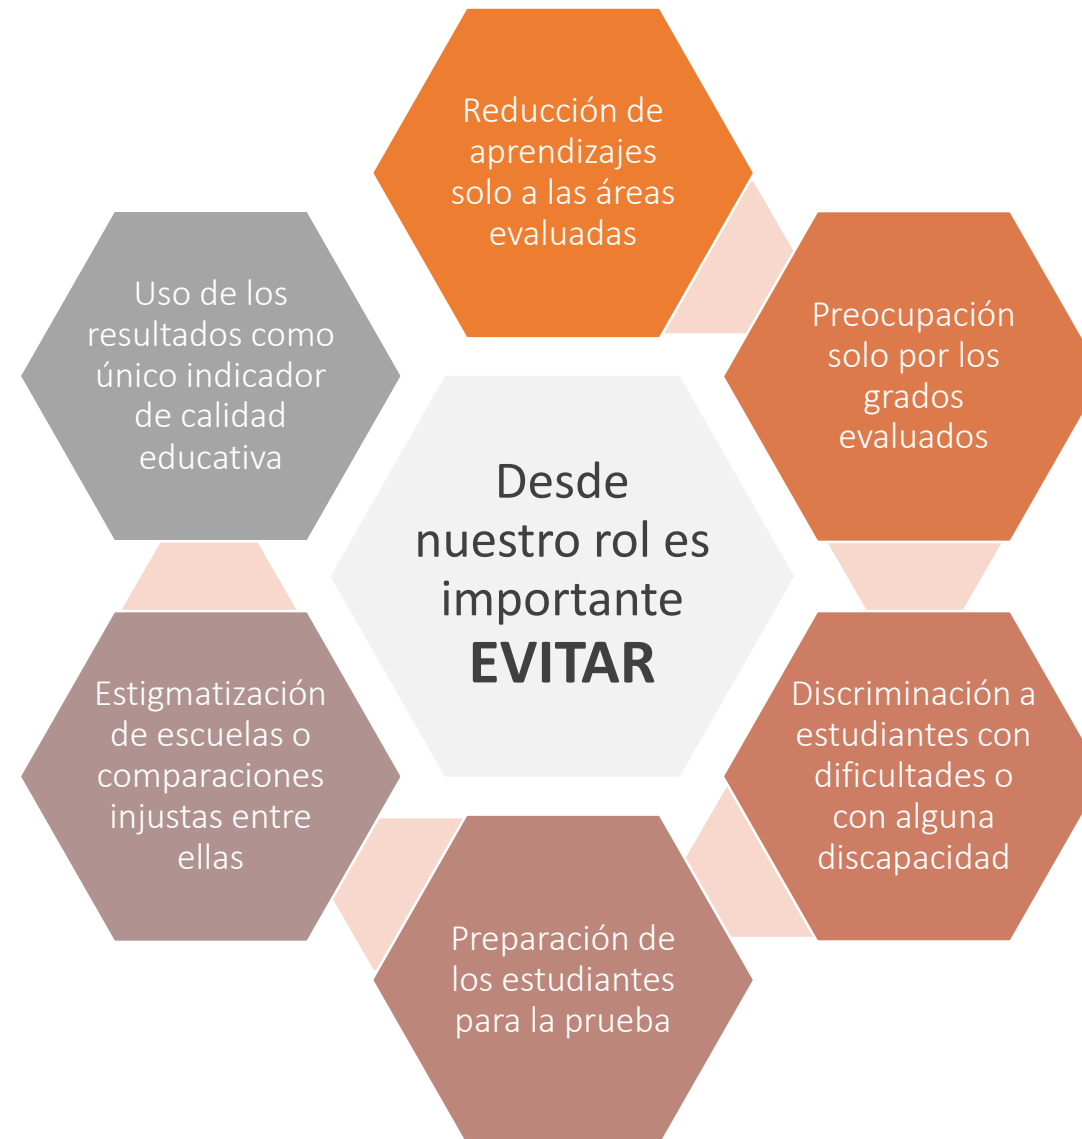 Reducción de
aprendizajes
solo a las áreas
evaluadas
Preocupación
solo por los
grados
evaluados
Discriminación a
estudiantes con
dificultades o
con alguna
discapacidad
Preparación de
los estudiantes
para la prueba
Estigmatización
de escuelas o
comparaciones
injustas entre
ellas
Uso de los
resultados como
único indicador
de calidad
educativa
Desde
nuestro rol es
importante
EVITAR